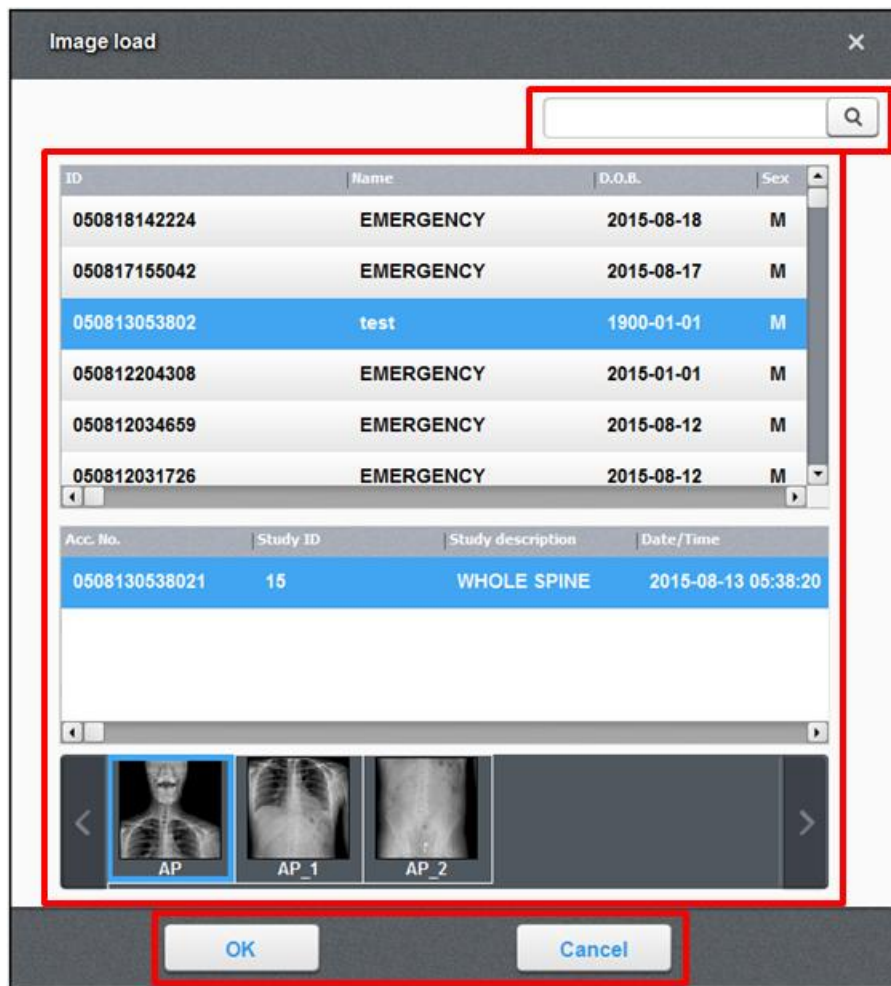 Image load
ID Name D.O.B. Sex
050818142224 EMERGENCY 2015-08-18 M
050817155042 EMERGENCY 2015-08-17 M
050813053802 test 1900-01-01 M
050812204308 EMERGENCY 2015-01-01 M
050812034659 EMERGENCY 2015-08-12 M
050812031726 EMERGENCY 2015-08-12 M
Acc. No. Study ID Study description Date/Time
0508130538021 15 WHOLE SPINE 2015-08-13 05:38:20
AP AP_1 AP_2
OK Cancel